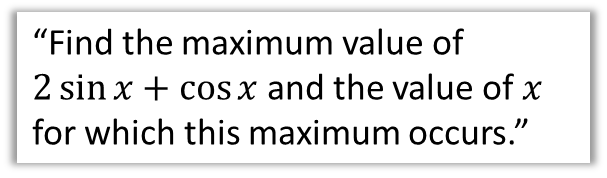 “Find the maximum value of
2 sin 𝑥 + cos 𝑥 and the value of 𝑥
for which this maximum occurs.”